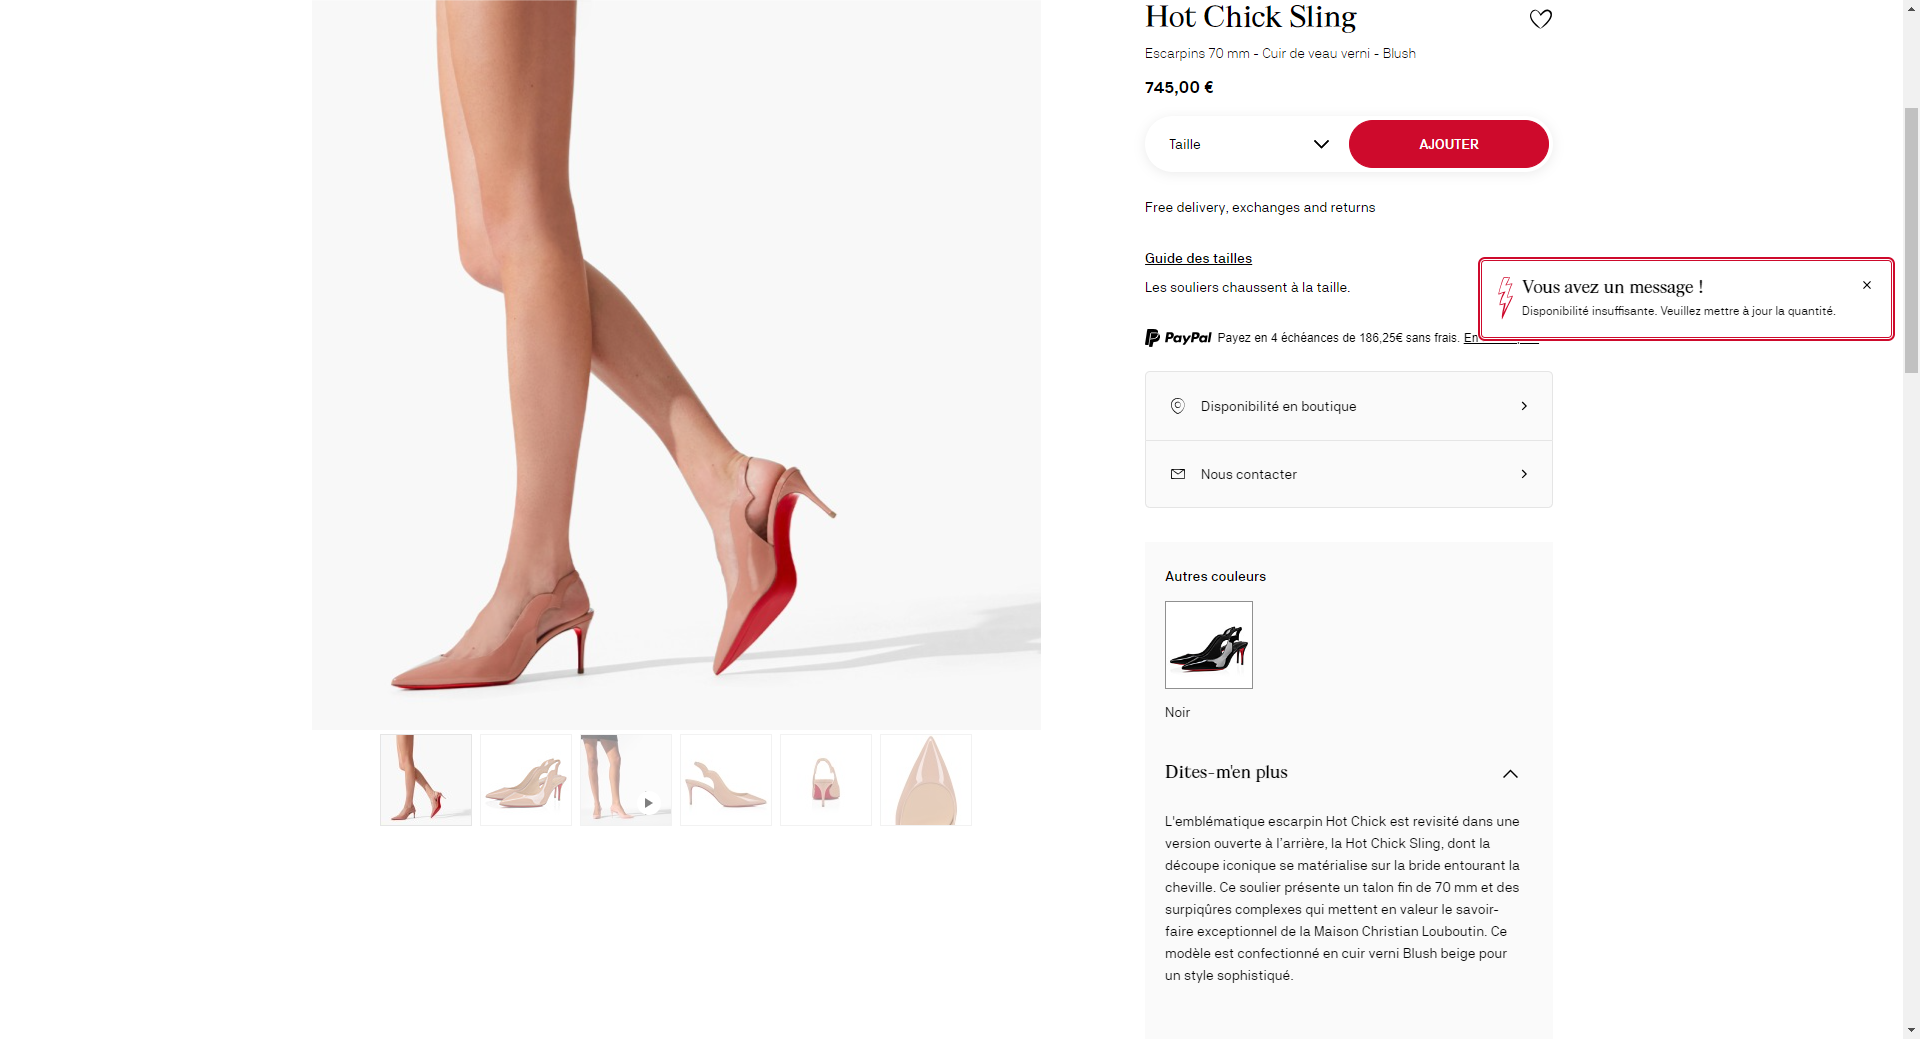 Hot Chick Sling
Escarpins 70 mm - Cuir de veau verni - Blush
745,00 €
Taille
AJOUTER
Free delivery, exchanges and returns
Guide des tailles
Les souliers chaussent à la taille.
Vous avez un message !
Disponibilité insuffisante. Veuillez mettre à jour la quantité.
PayPal Payez en 4 échéances de 186,25€ sans frais. En
Disponibilité en boutique
Nous contacter
Autres couleurs
Noir
Dites-m'en plus
L'emblématique escarpin Hot Chick est revisité dans une
version ouverte à l’arrière, la Hot Chick Sling, dont la
découpe iconique se matérialise sur la bride entourant la
cheville. Ce soulier présente un talon fin de 70 mm et des
surpiqûres complexes qui mettent en valeur le savoir-
faire exceptionnel de la Maison Christian Louboutin. Ce
modèle est confectionné en cuir verni Blush beige pour
un style sophistiqué.